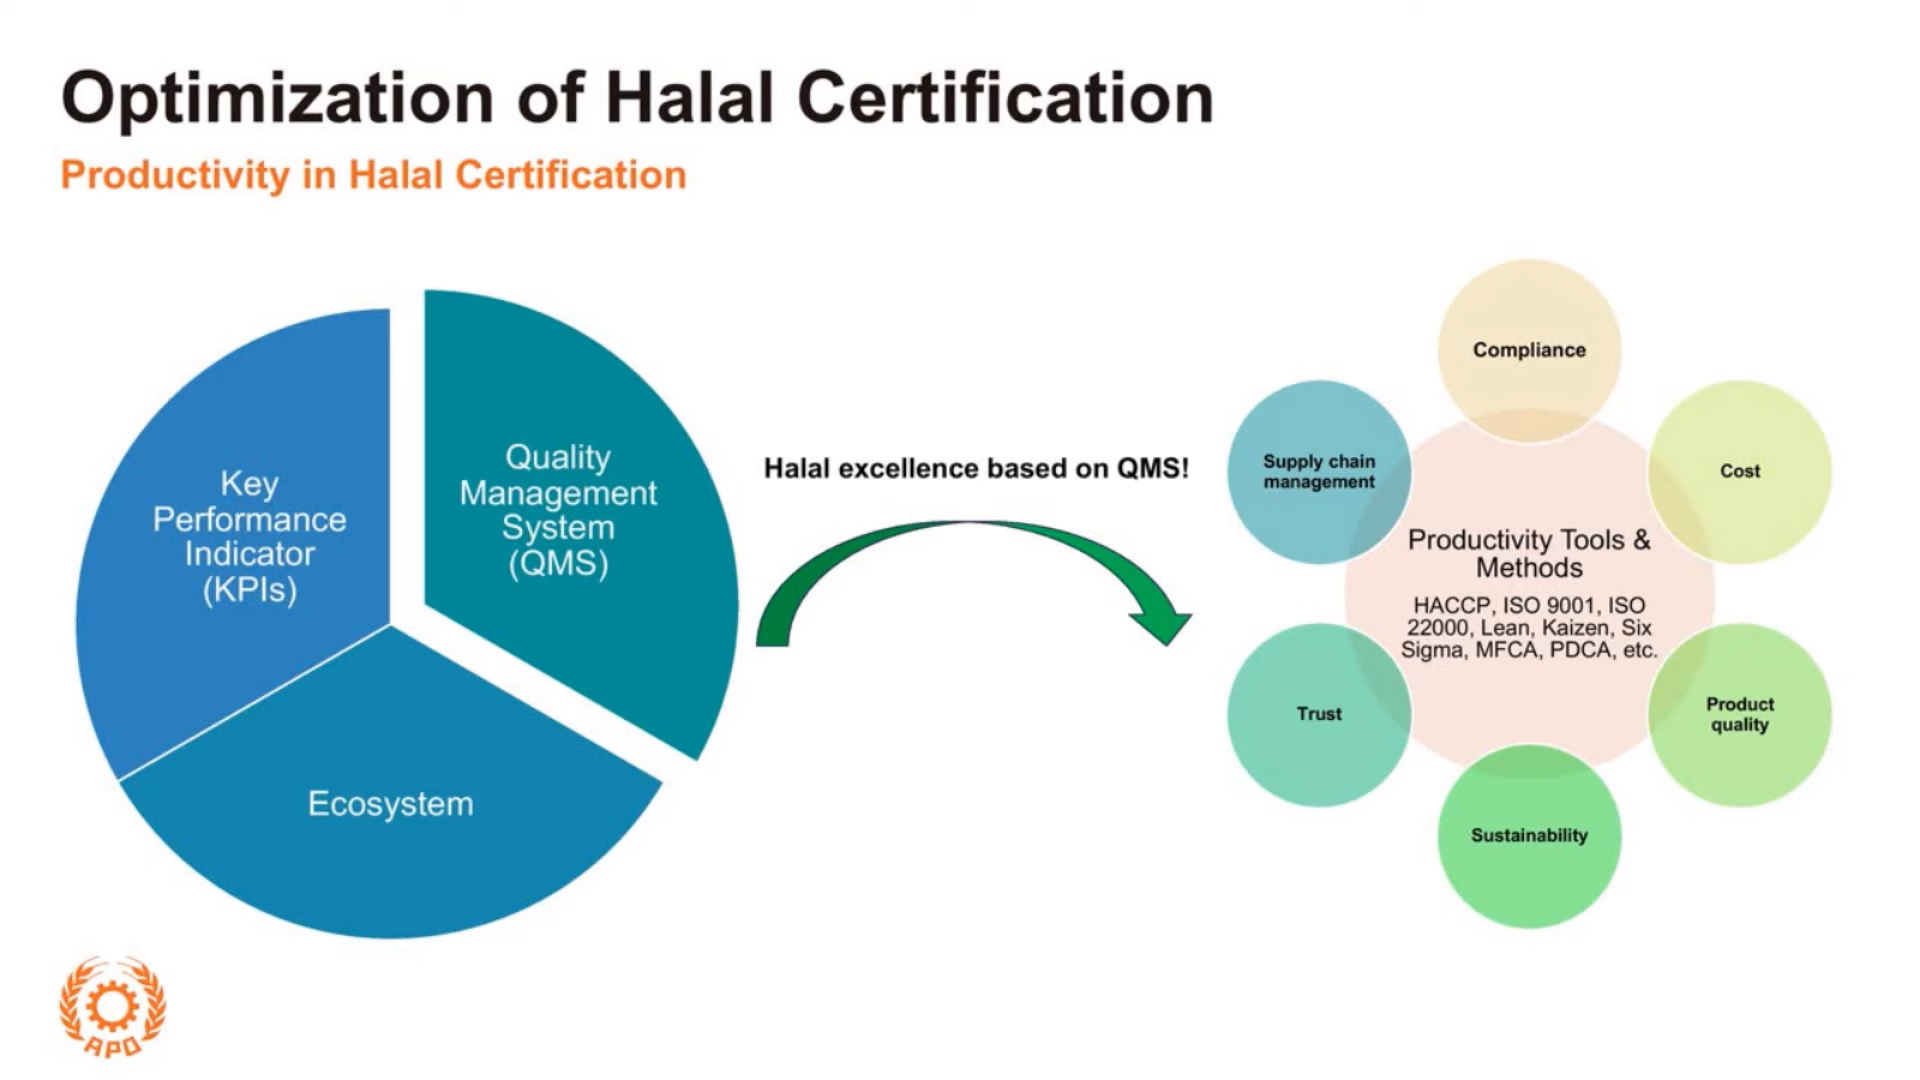 Optimization of Halal Certification
Productivity in Halal Certification
Key
Performance
Indicator
(KPIs)
Quality
Management
System
(QMS)
Ecosystem
Halal excellence based on QMS!
Compliance
Supply chain
management
Cost
Productivity Tools &
Methods
HACCP, ISO 9001, ISO
22000, Lean, Kaizen, Six
Sigma, MFCA, PDCA, etc.
Trust
Product
quality
Sustainability
APO